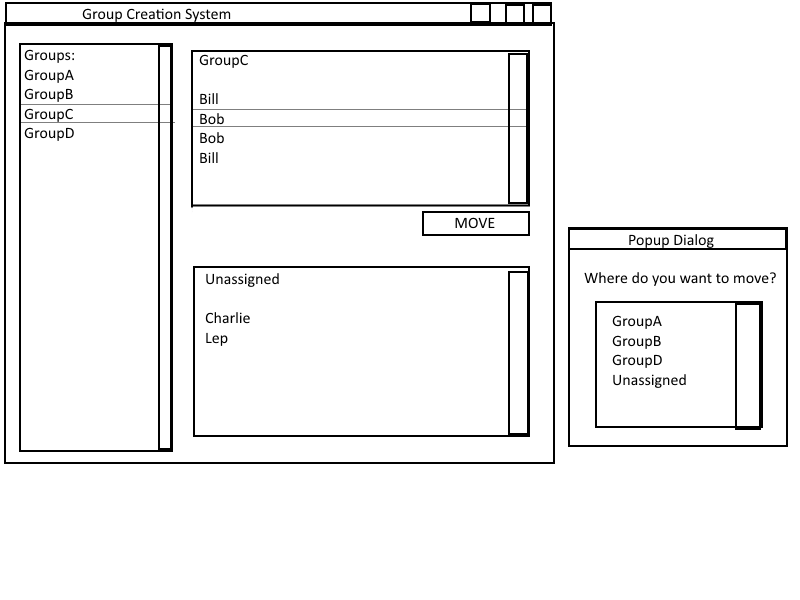 Group Creation System
Groups:
GroupA
GroupB
GroupC
GroupD
GroupC
Bill
Bob
Bob
Bill
MOVE
Unassigned
Charlie
Lep
Popup Dialog
Where do you want to move?
GroupA
GroupB
GroupD
Unassigned